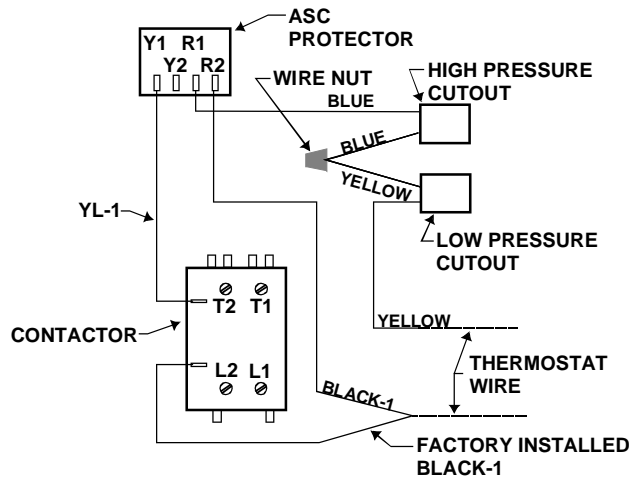 ASC
PROTECTOR
Y1 R1
Y2 R2
WIRE NUT
HIGH PRESSURE
CUTOUT
BLUE
BLUE
YELLOW
YL-1
LOW PRESSURE
CUTOUT
T2 T1
CONTACTOR
YELLOW
L2 L1
THERMOSTAT
WIRE
BLACK-1
FACTORY INSTALLED
BLACK-1